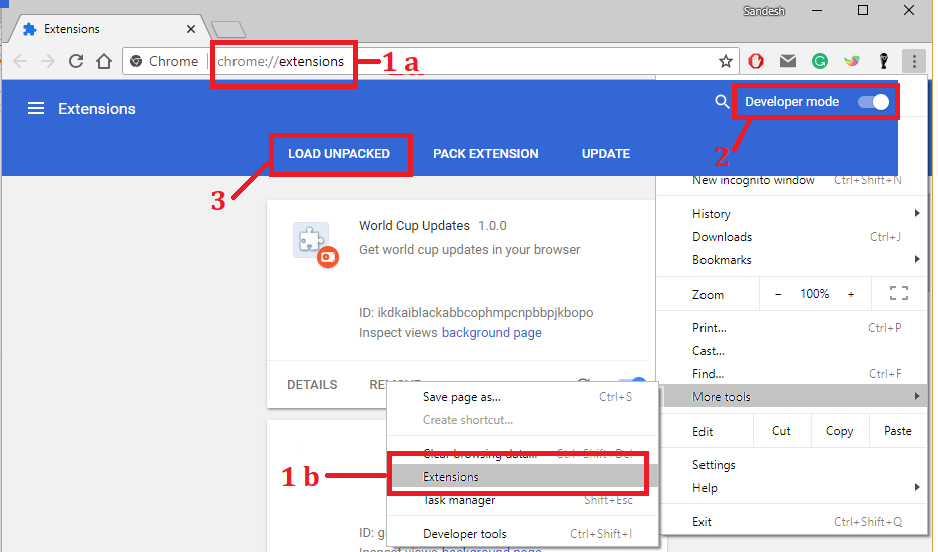 Sandesh
Extensions
Chrome chrome://extensions
1 a
Extensions
Developer mode
2
LOAD UNPACKED PACK EXTENSION UPDATE
3
New incognito window Ctrl+Shift+N
History
Downloads Ctrl+J
Bookmarks
Zoom - 100% +
Print... Ctrl+P
Cast...
Find... Ctrl+F
More tools
Edit Cut Copy Paste
Settings
Help
Exit Ctrl+Shift+Q
World Cup Updates 1.0.0
Get world cup updates in your browser
ID: ikdkaiblackabbcophmpcnpbbpjkbopo
Inspect views background page
DETAILS REMOVE
Save page as... Ctrl+S
Create shortcut...
Clear browsing data... Ctrl+Shift+Del
1 b
Extensions
Task manager Shift+Esc
Developer tools Ctrl+Shift+I
ID: g
Inspect views background page